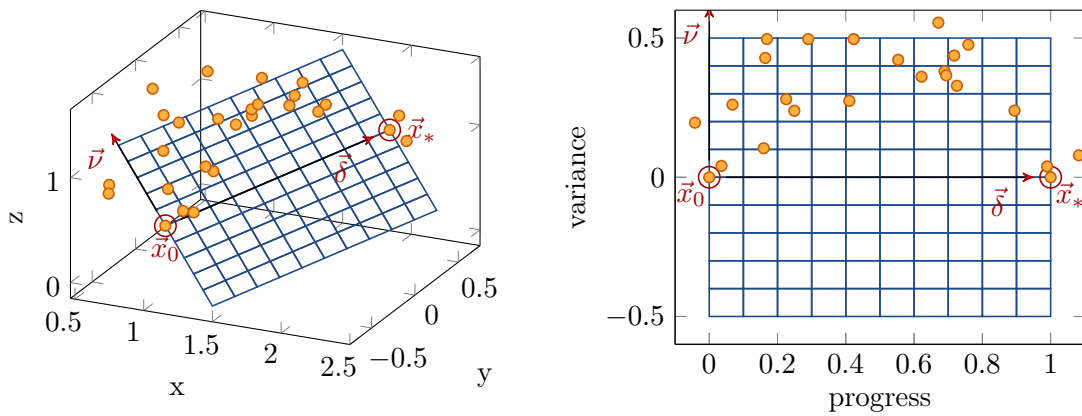 z
1
0
0.5
1
1.5
2
2.5
x
−0.5
0
0.5
y
ν⃗
x⃗₀
δ⃗
x⃗*
variance
0.5
0
−0.5
ν⃗
x⃗₀
δ⃗
x⃗*
0
0.2
0.4
0.6
0.8
1
progress